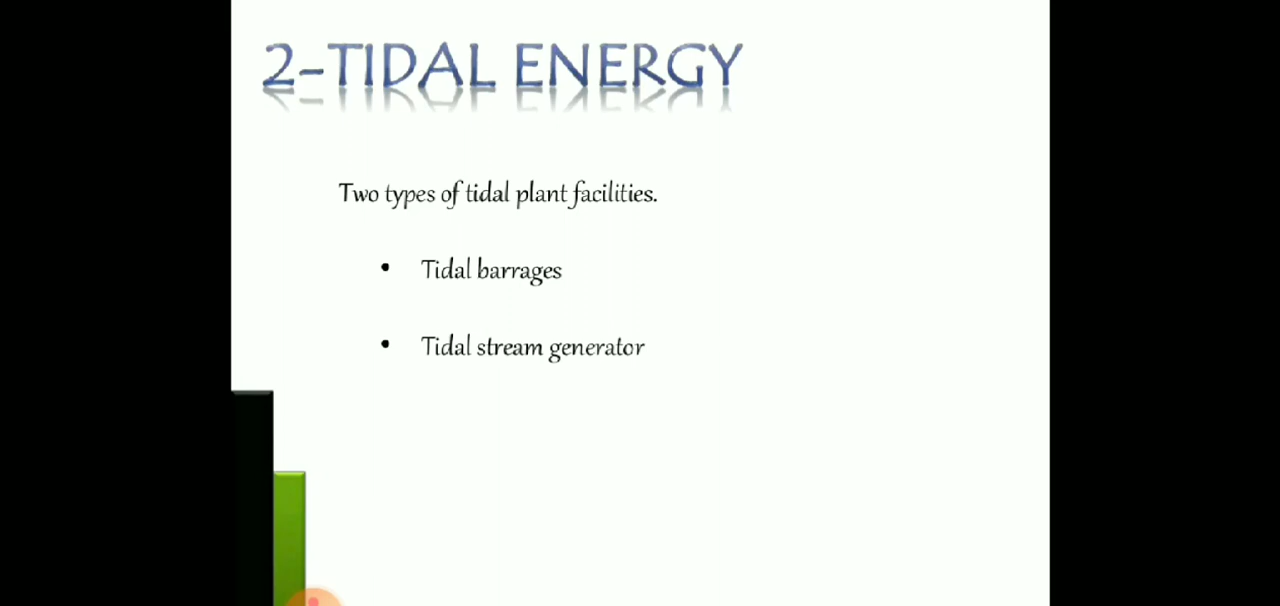 2-TIDAL ENERGY
Two types of tidal plant facilities.
• Tidal barrages
• Tidal stream generator